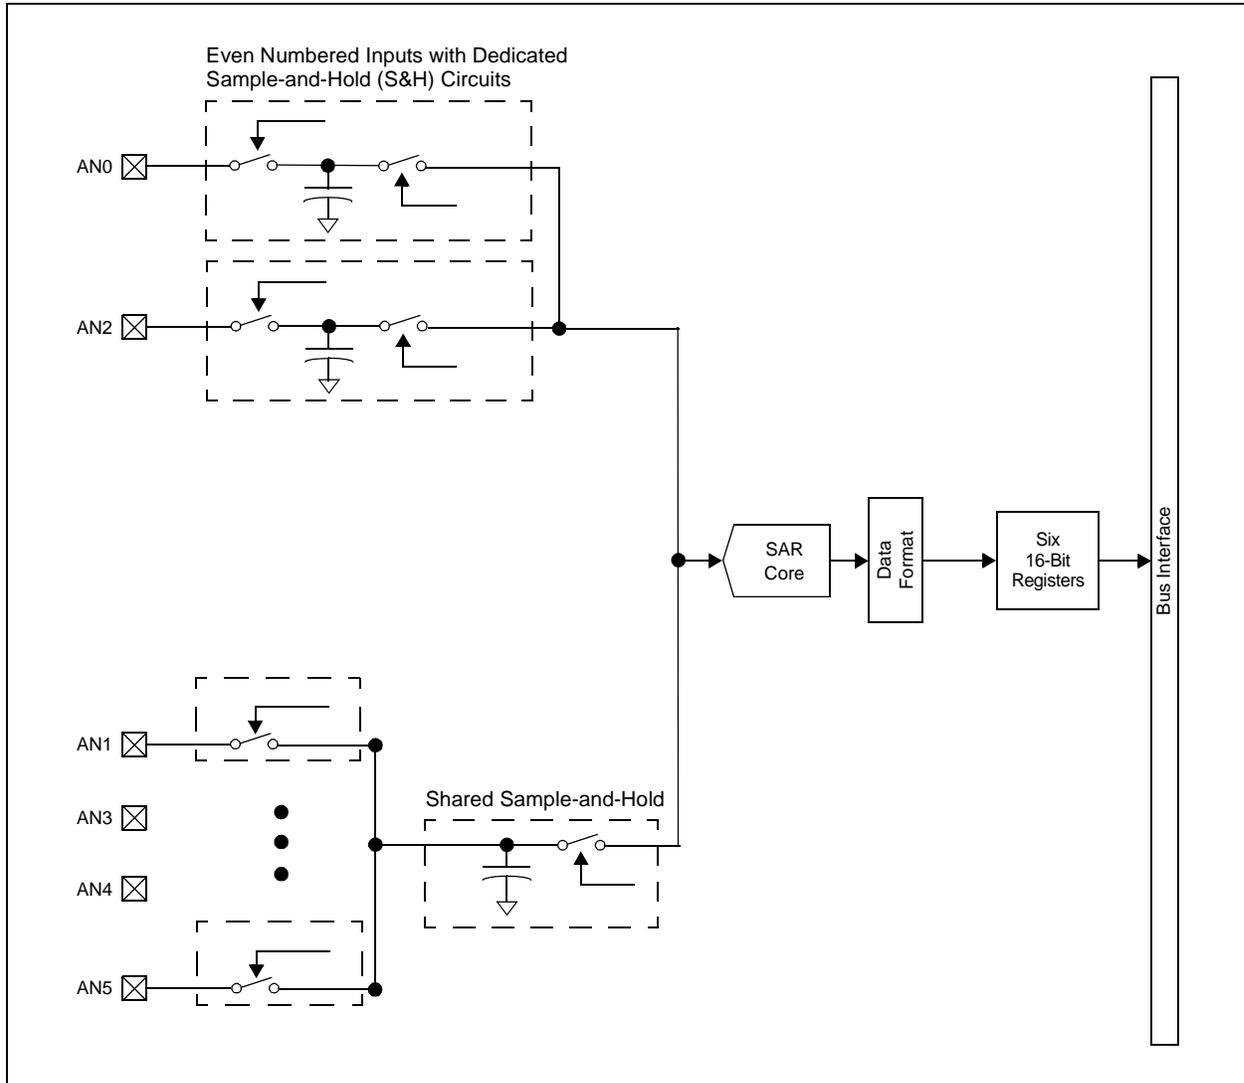 Even Numbered Inputs with Dedicated
Sample-and-Hold (S&H) Circuits
AN0
AN2
SAR
Core
Data
Format
Six
16-Bit
Registers
Bus Interface
AN1
AN3
AN4
AN5
Shared Sample-and-Hold